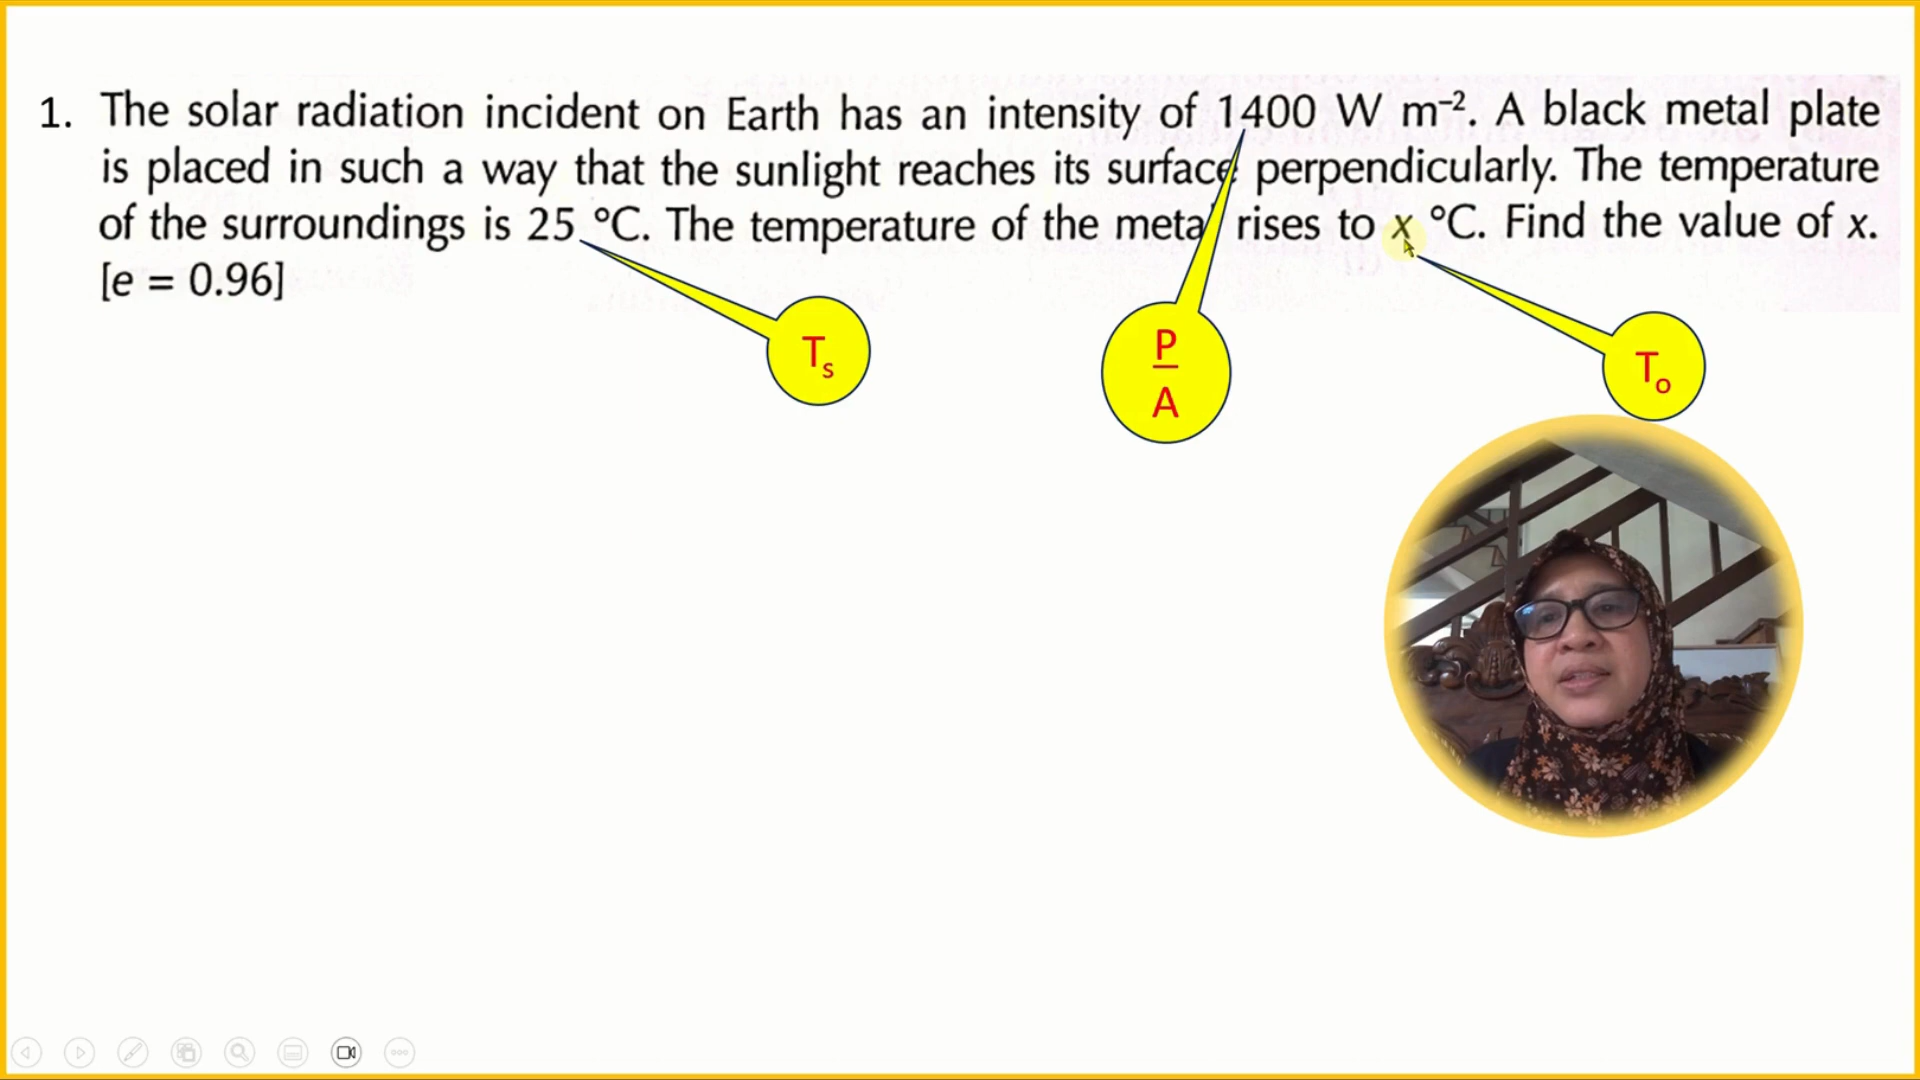 1. The solar radiation incident on Earth has an intensity of 1400 W m⁻². A black metal plate
is placed in such a way that the sunlight reaches its surface perpendicularly. The temperature
of the surroundings is 25 °C. The temperature of the metal rises to x °C. Find the value of x.
[e = 0.96]
Tₛ
P
A
Tₒ